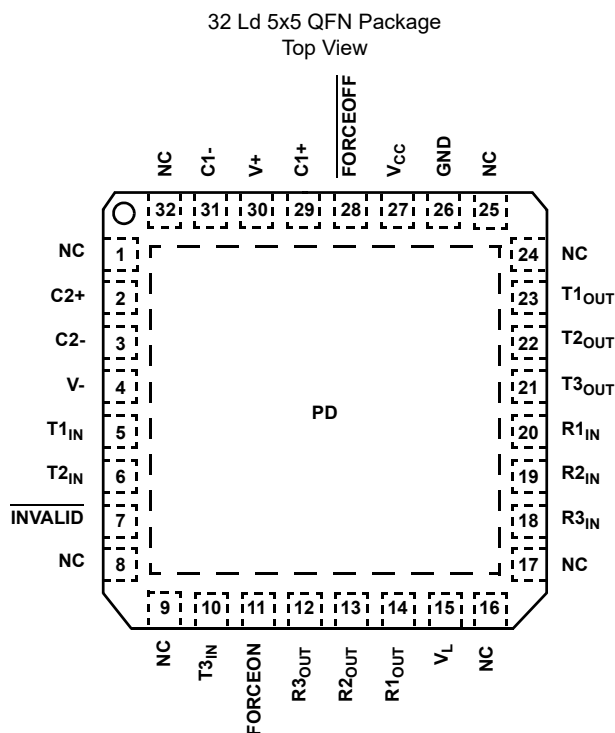 32 Ld 5x5 QFN Package
Top View
NC
C1-
V+
C1+
FORCEOFF
VCC
GND
NC
32 31 30 29 28 27 26 25
NC 1
C2+ 2
C2- 3
V- 4
T1IN 5
T2IN 6
INVALID 7
NC 8
PD
24 NC
23 T1OUT
22 T2OUT
21 T3OUT
20 R1IN
19 R2IN
18 R3IN
17 NC
9 10 11 12 13 14 15 16
NC
T3IN
FORCEON
R3OUT
R2OUT
R1OUT
VL
NC